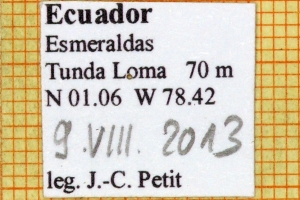 Ecuador
Esmeraldas
Tunda Loma 70 m
N 01.06 W 78.42
9.VIII. 2013
leg. J.-C. Petit